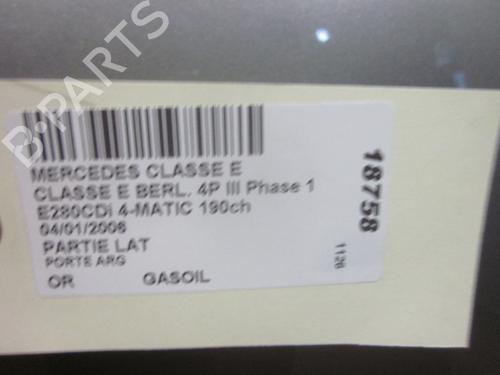 B-PARTS
MERCEDES CLASSE E
CLASSE E BERL. 4P III Phase 1
E280CDi 4-MATIC 190ch
04/01/2006
PARTIE LAT
PORTE ARG
OR GASOIL
18758
1126